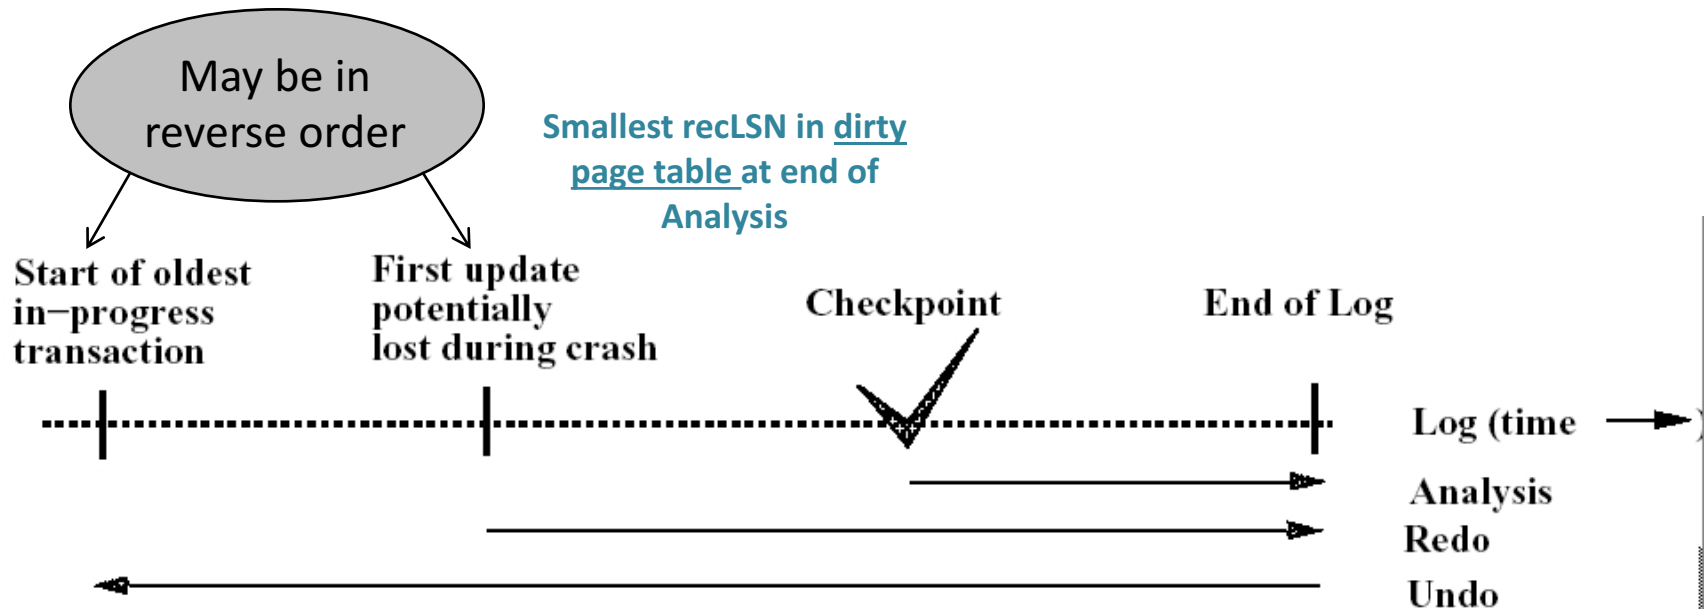 May be in
reverse order
Smallest recLSN in dirty
page table at end of
Analysis
Start of oldest
in−progress
transaction
First update
potentially
lost during crash
Checkpoint
End of Log
Log (time )
Analysis
Redo
Undo